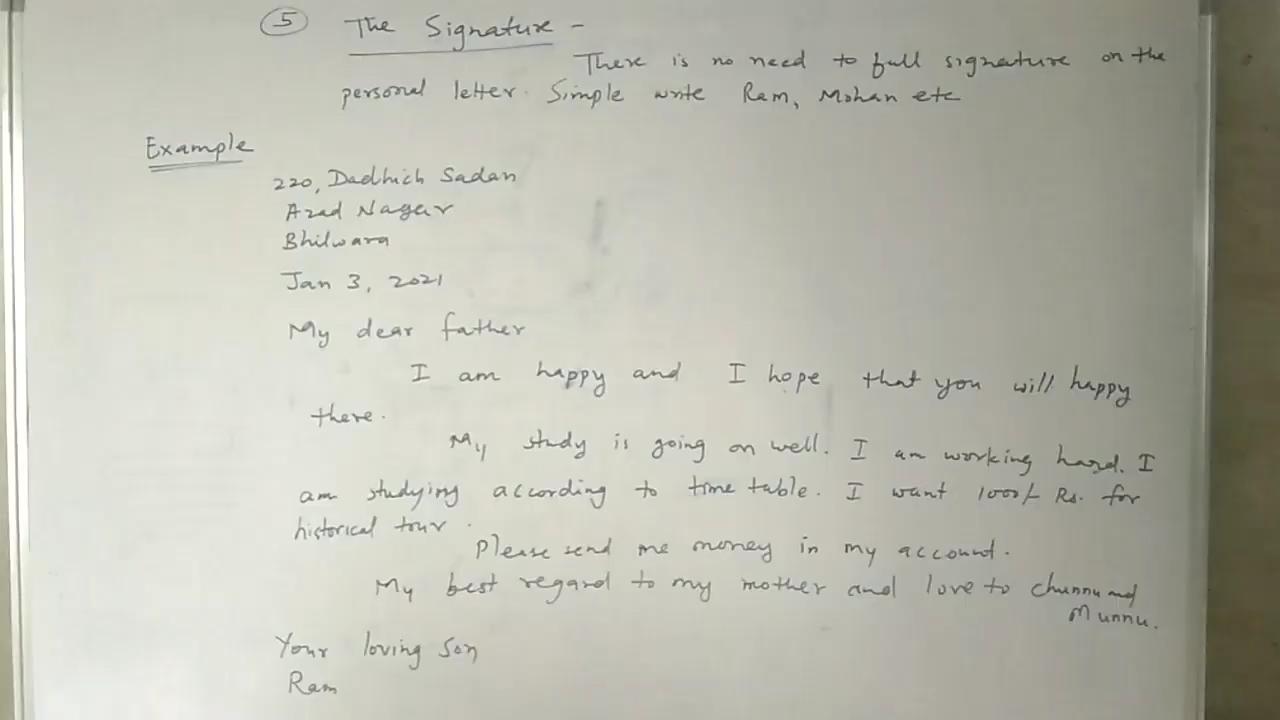 5 The Signature -
There is no need to full signature on the
personal letter. Simple write Ram, Mohan etc
Example
220, Dadhich Sadan
Azad Nagar
Bhilwara
Jan 3, 2021
My dear father
I am happy and I hope that you will happy
there.
My study is going on well. I am working hard. I
am studying according to time table. I want 1000/- Rs. for
historical tour.
Please send me money in my account.
My best regard to my mother and love to chunnu and
Munnu.
Your loving son
Ram